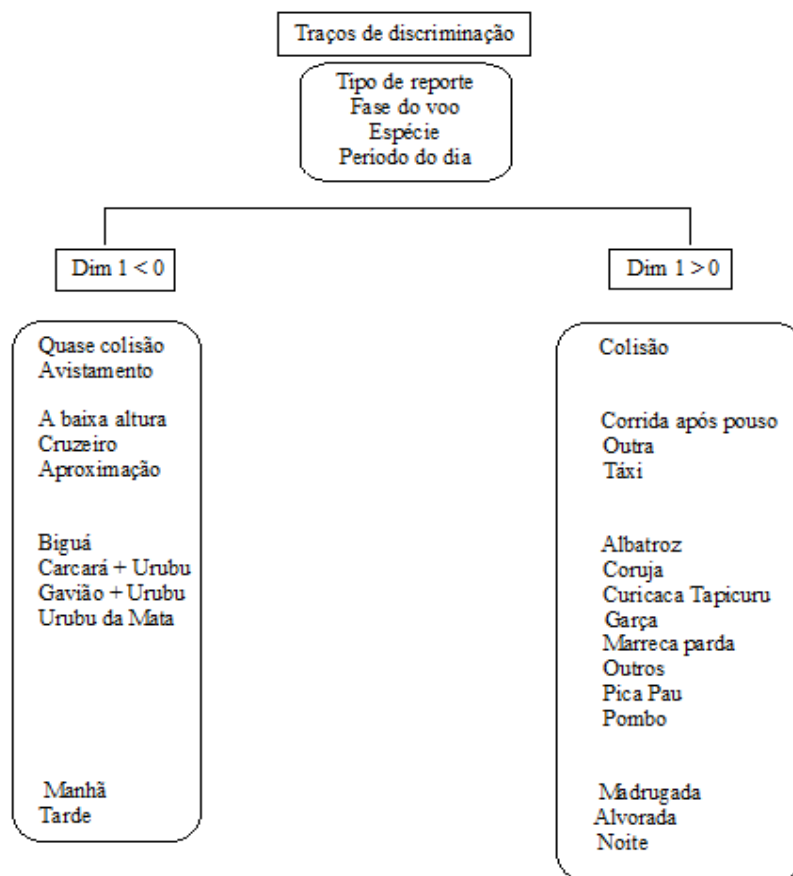 Traços de discriminação
Tipo de reporte
Fase do voo
Espécie
Período do dia
Dim 1 < 0
Dim 1 > 0
Quase colisão
Avistamento
A baixa altura
Cruzeiro
Aproximação
Biguá
Carcará + Urubu
Gavião + Urubu
Urubu da Mata
Manhã
Tarde
Colisão
Corrida após pouso
Outra
Táxi
Albatroz
Coruja
Curicaca Tapicuru
Garça
Marreca parda
Outros
Pica Pau
Pombo
Madrugada
Alvorada
Noite